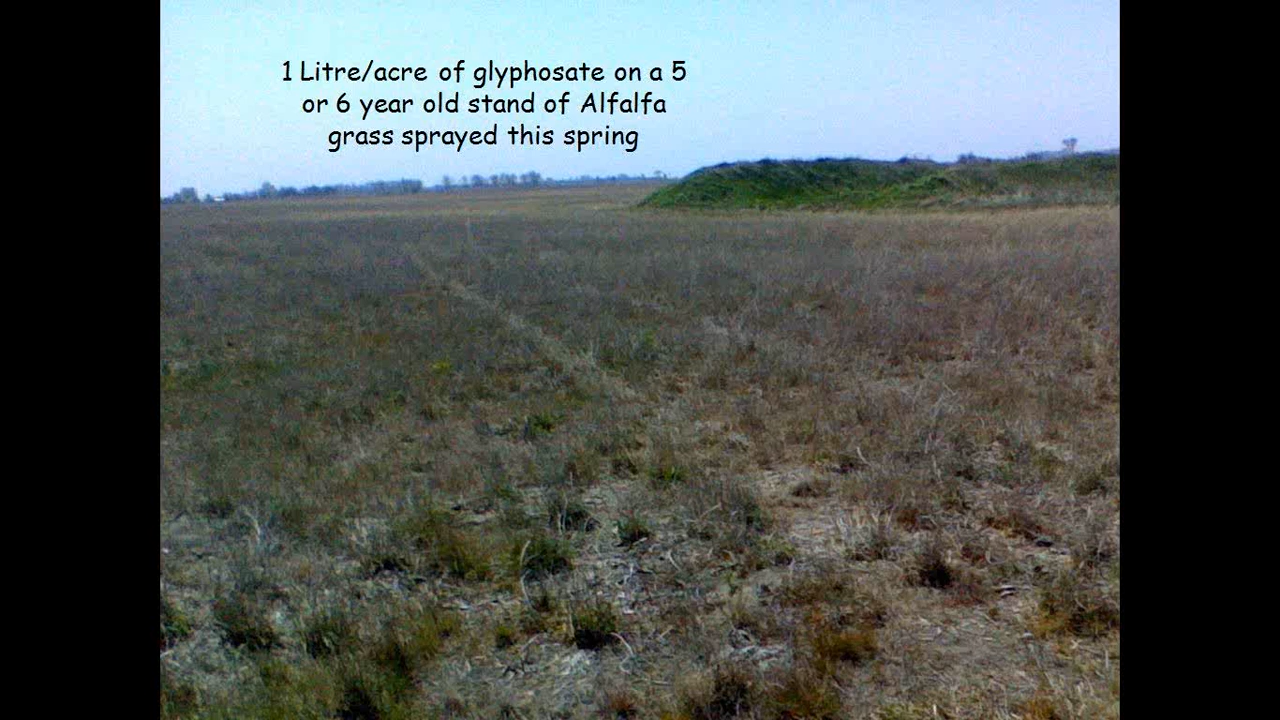 1 Litre/acre of glyphosate on a 5
or 6 year old stand of Alfalfa
grass sprayed this spring